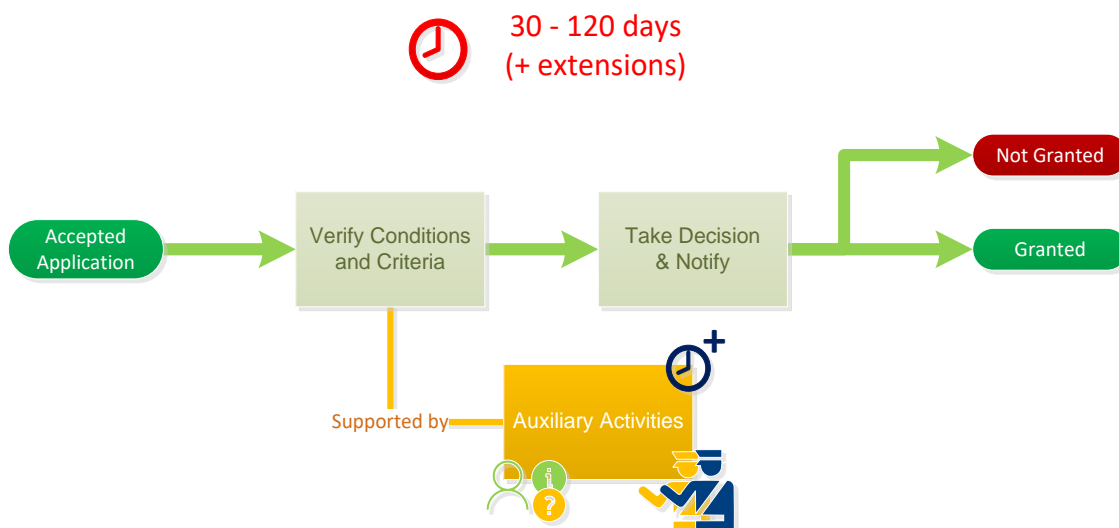 30 - 120 days
(+ extensions)
Not Granted
Accepted
Application
Verify Conditions
and Criteria
Take Decision
& Notify
Granted
Supported by
Auxiliary Activities
i
?